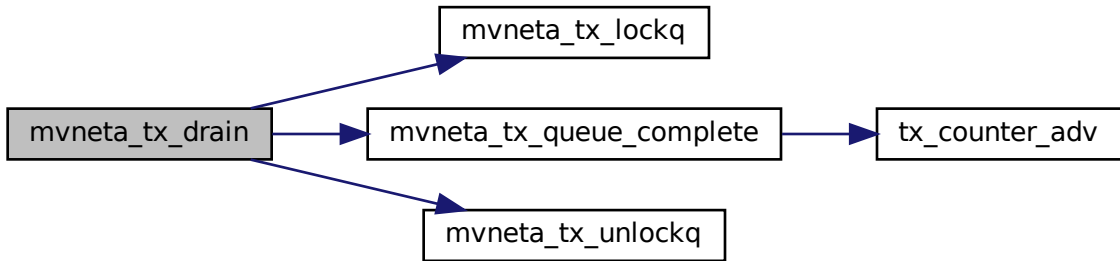 mvneta_tx_lockq
mvneta_tx_drain
mvneta_tx_queue_complete
tx_counter_adv
mvneta_tx_unlockq